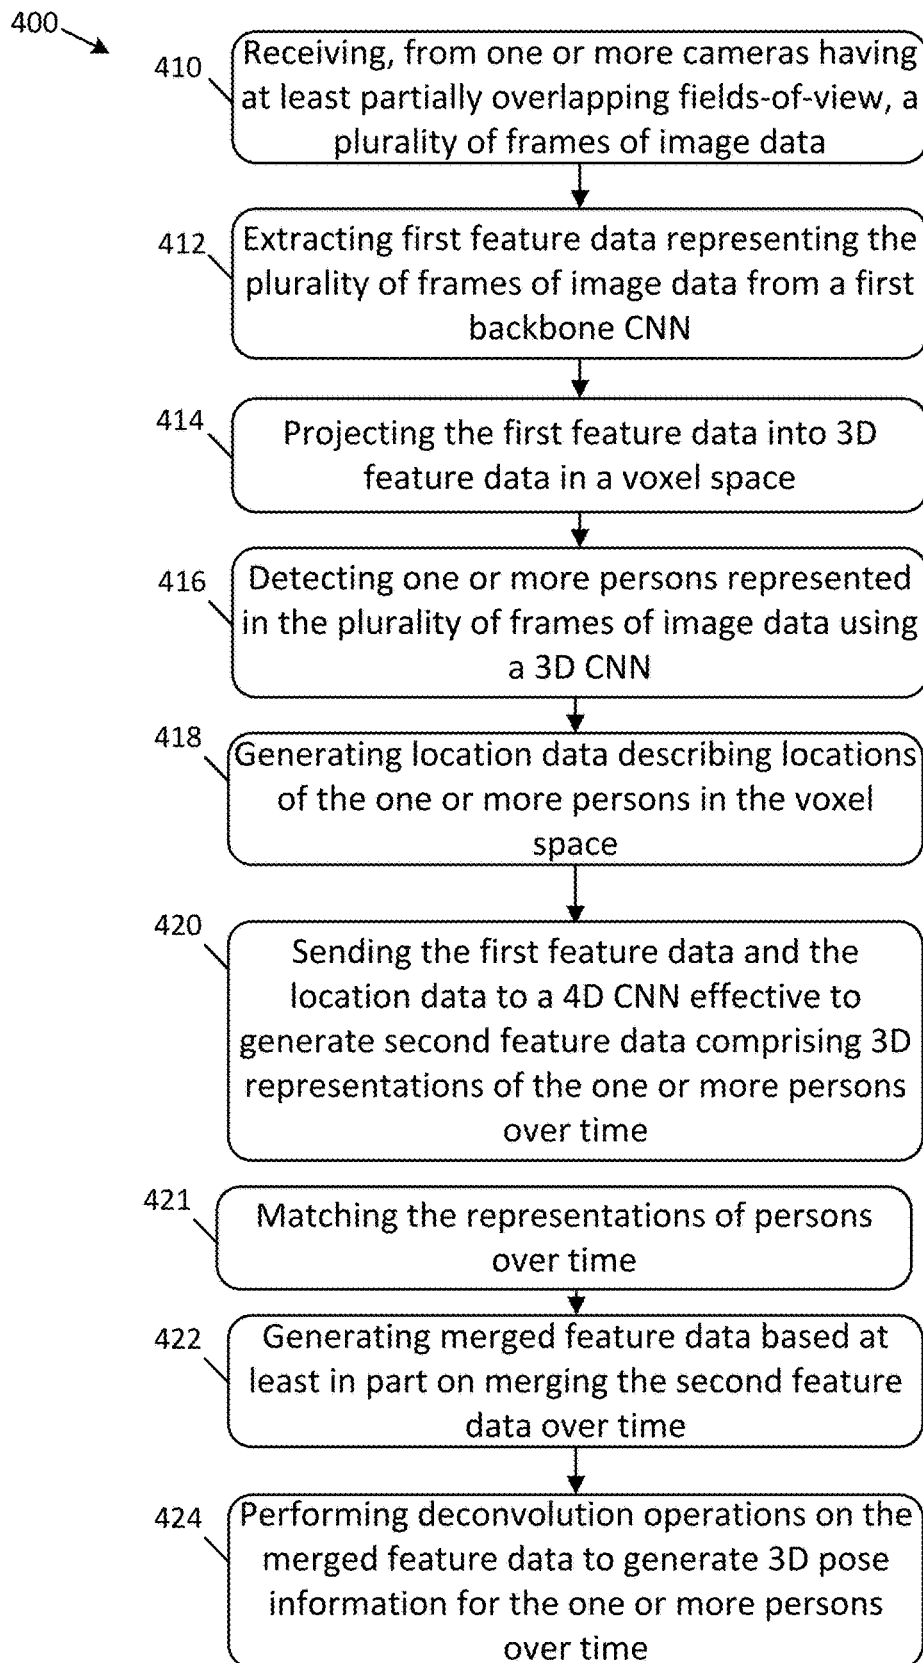 400
410
Receiving, from one or more cameras having
at least partially overlapping fields-of-view, a
plurality of frames of image data
412
Extracting first feature data representing the
plurality of frames of image data from a first
backbone CNN
414
Projecting the first feature data into 3D
feature data in a voxel space
416
Detecting one or more persons represented
in the plurality of frames of image data using
a 3D CNN
418
Generating location data describing locations
of the one or more persons in the voxel
space
420
Sending the first feature data and the
location data to a 4D CNN effective to
generate second feature data comprising 3D
representations of the one or more persons
over time
421
Matching the representations of persons
over time
422
Generating merged feature data based at
least in part on merging the second feature
data over time
424
Performing deconvolution operations on the
merged feature data to generate 3D pose
information for the one or more persons
over time